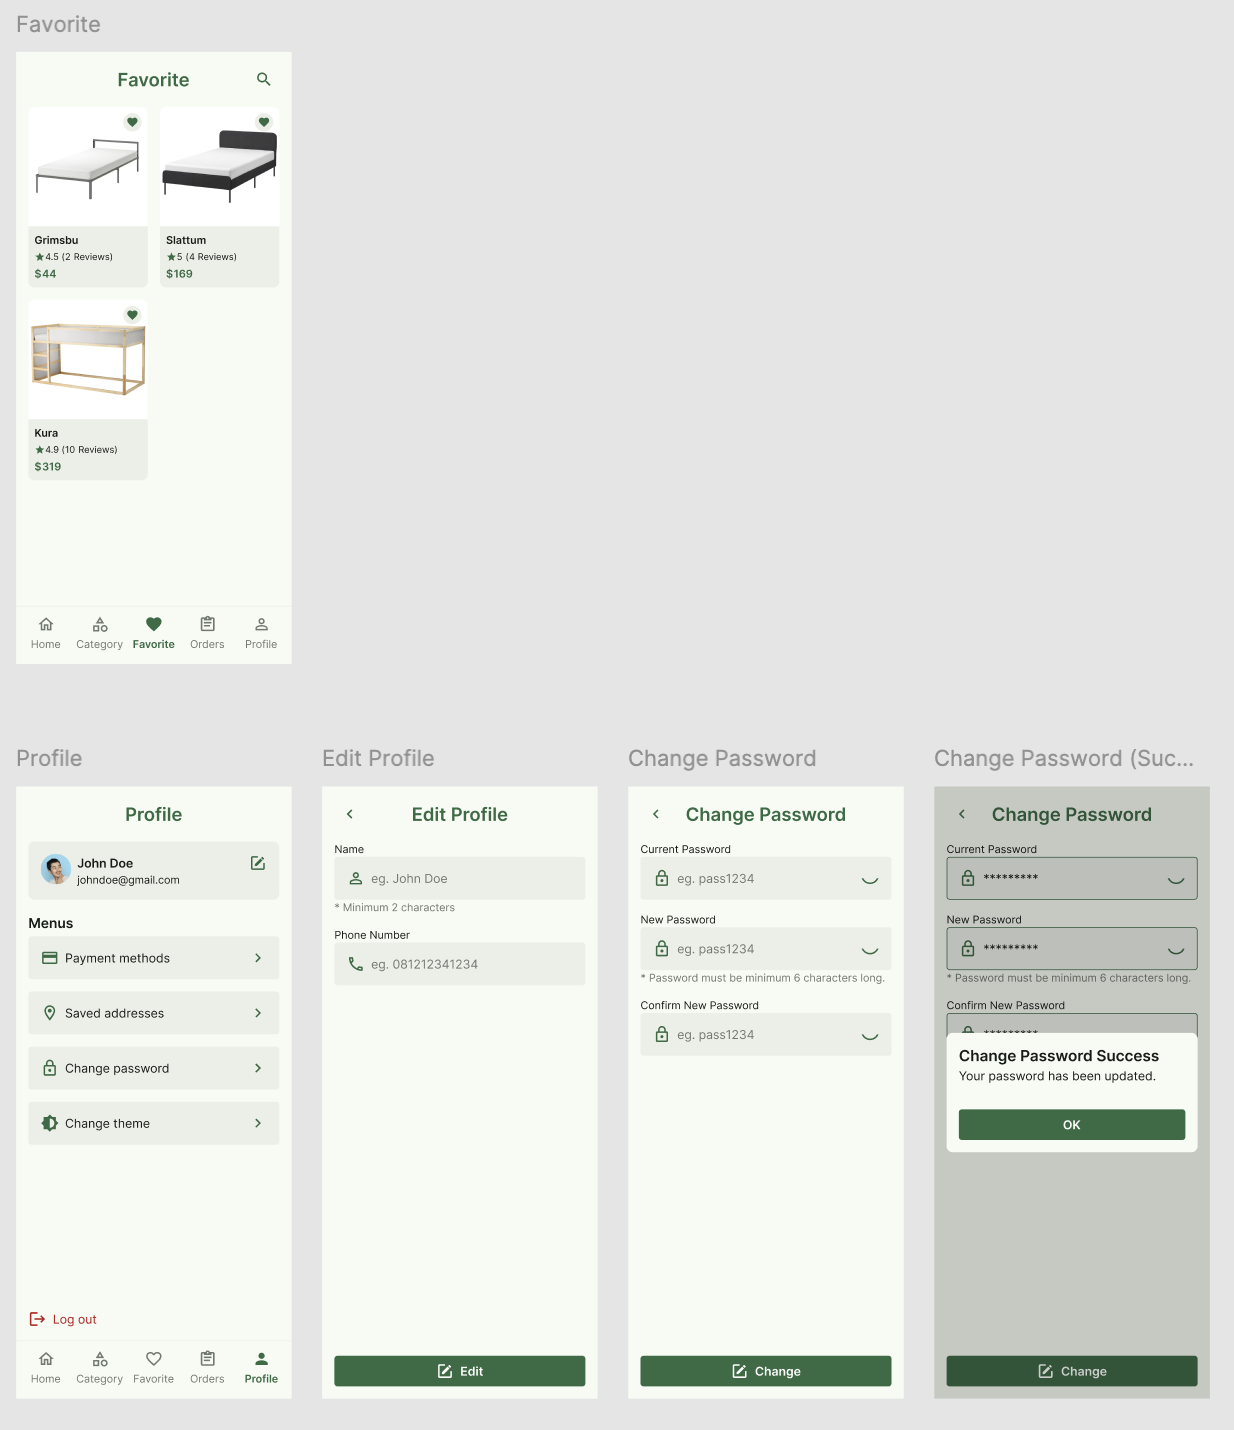 Favorite
Favorite
Grimsbu
4.5 (2 Reviews)
$44
Slattum
5 (4 Reviews)
$169
Kura
4.9 (10 Reviews)
$319
Home
Category
Favorite
Orders
Profile
Profile
Profile
John Doe
johndoe@gmail.com
Menus
Payment methods
Saved addresses
Change password
Change theme
Log out
Home
Category
Favorite
Orders
Profile
Edit Profile
Edit Profile
Name
eg. John Doe
* Minimum 2 characters
Phone Number
eg. 081212341234
Edit
Change Password
Change Password
Current Password
eg. pass1234
New Password
eg. pass1234
* Password must be minimum 6 characters long.
Confirm New Password
eg. pass1234
Change
Change Password (Suc...
Change Password
Current Password
*********
New Password
*********
* Password must be minimum 6 characters long.
Confirm New Password
*********
Change Password Success
Your password has been updated.
OK
Change